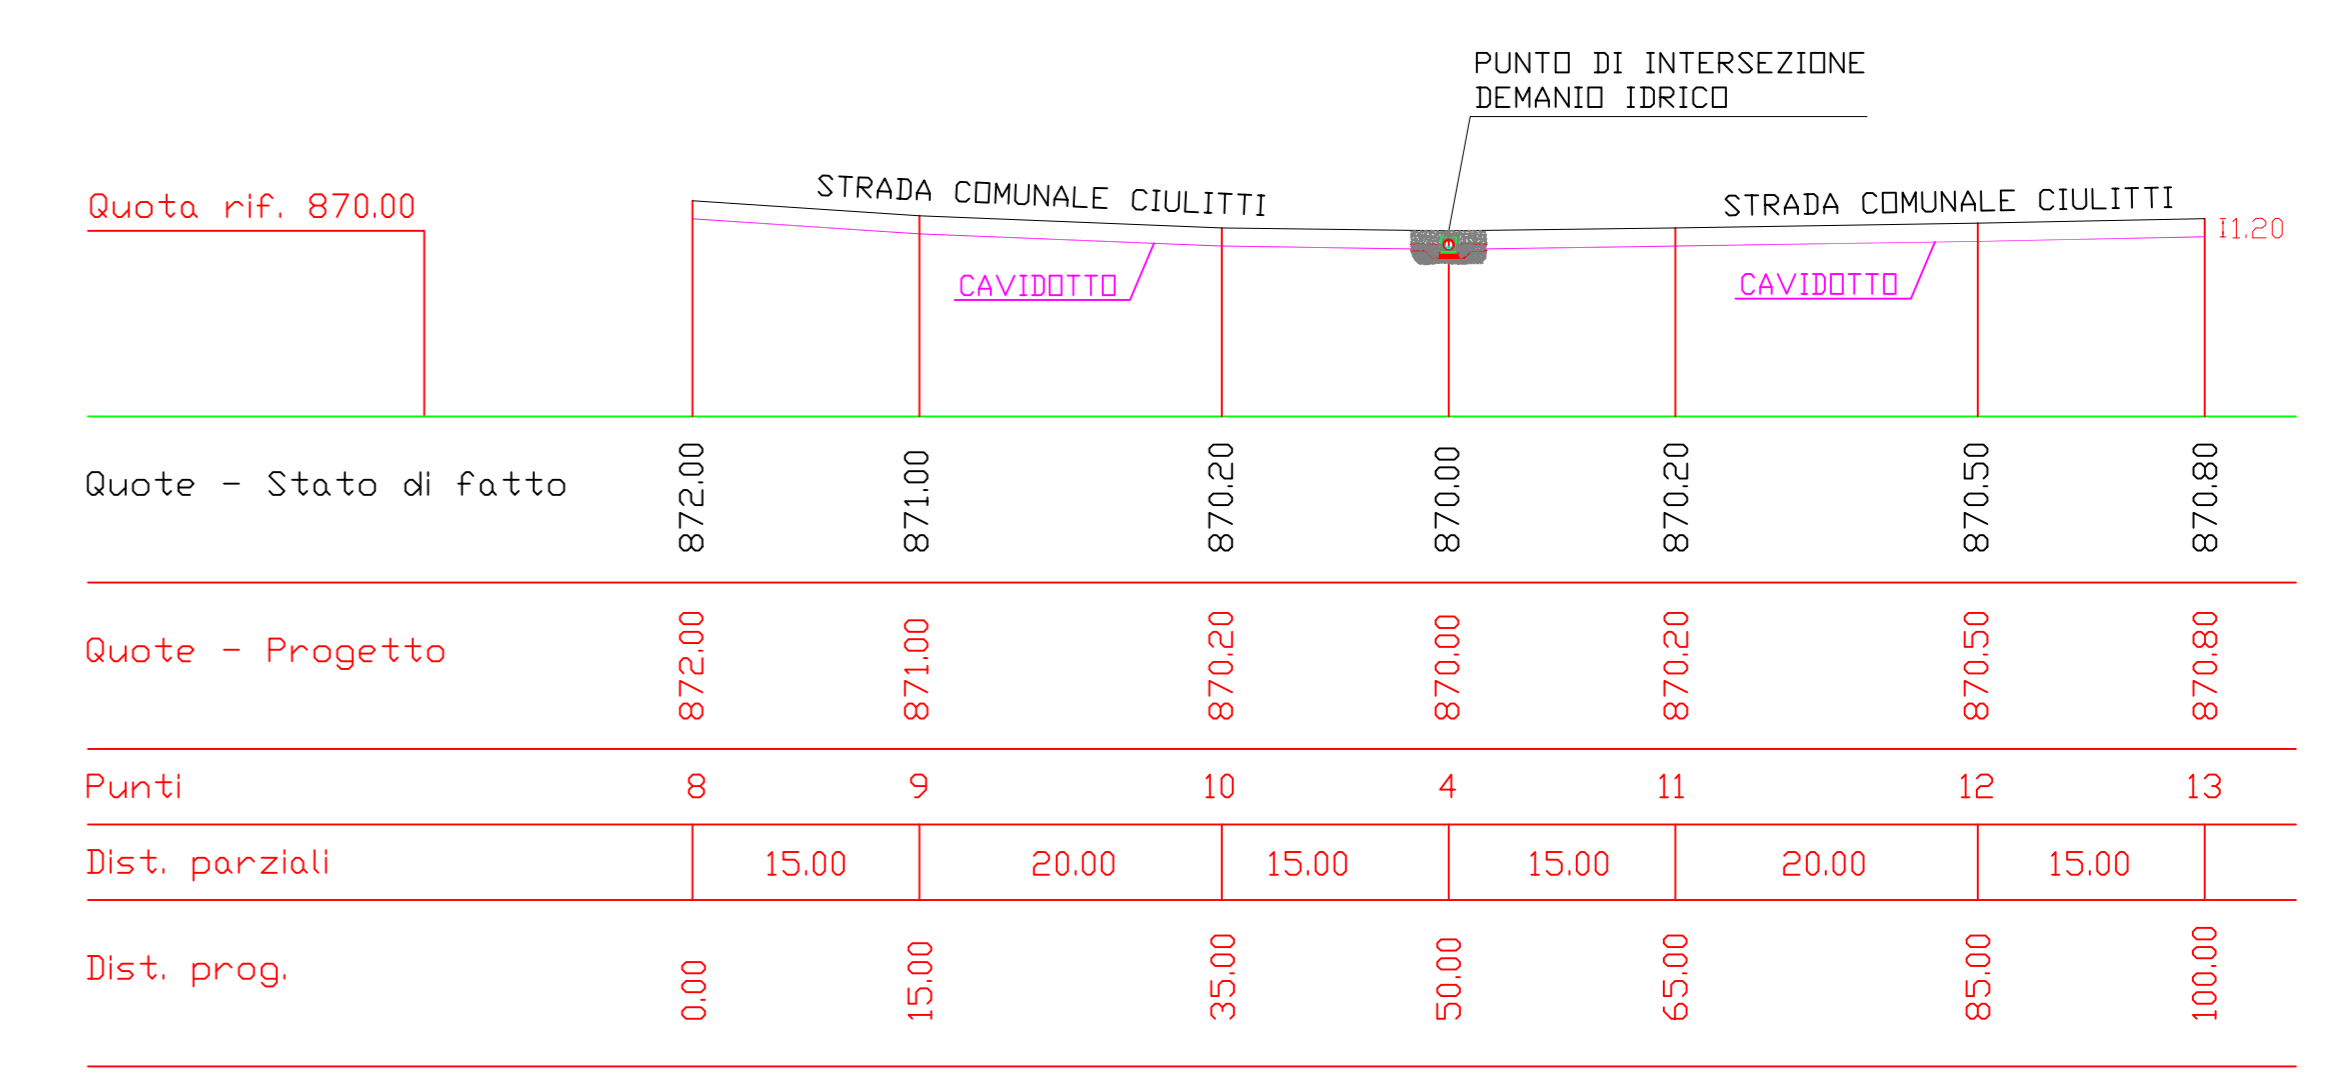 PUNTO DI INTERSEZIONE
DEMANIO IDRICO
STRADA COMUNALE CIULITTI
STRADA COMUNALE CIULITTI
Quota rif. 870.00
I1.20
CAVIDOTTO
CAVIDOTTO
Quote - Stato di fatto 872.00 871.00 870.20 870.00 870.20 870.50 870.80
Quote - Progetto 872.00 871.00 870.20 870.00 870.20 870.50 870.80
Punti 8 9 10 4 11 12 13
Dist. parziali 15.00 20.00 15.00 15.00 20.00 15.00
Dist. prog. 0.00 15.00 35.00 50.00 65.00 85.00 100.00